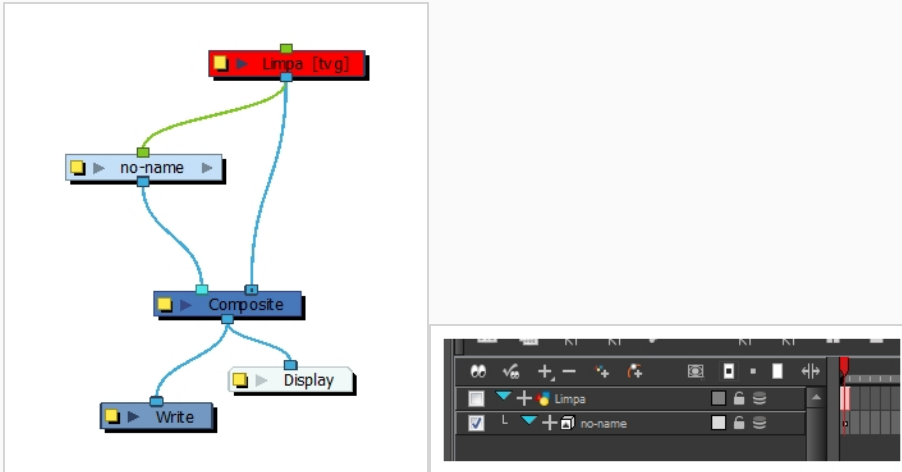 Limpa [tvg]
no-name
Composite
Display
Write
Limpa
no-name